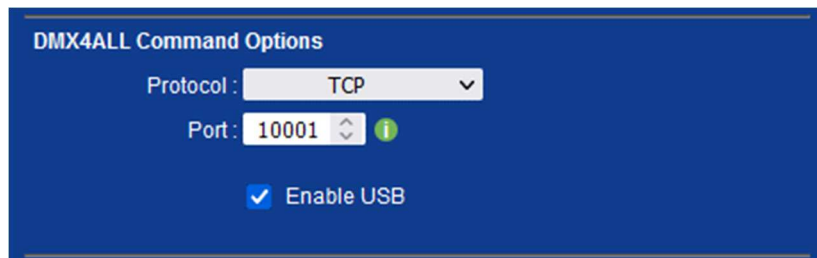 DMX4ALL Command Options
Protocol : TCP
Port : 10001
Enable USB